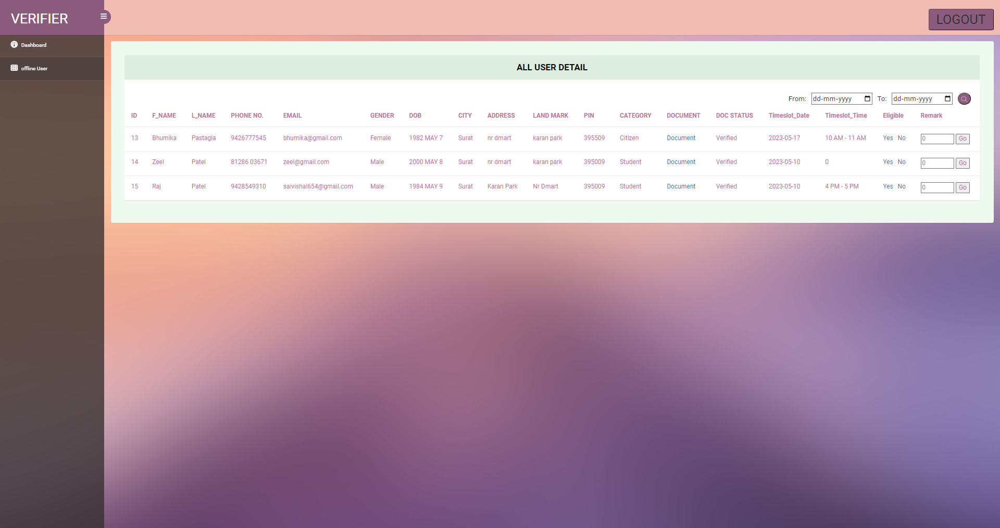 VERIFIER
LOGOUT
Dashboard
offline User
ALL USER DETAIL
From: dd-mm-yyyy To: dd-mm-yyyy
ID F_NAME L_NAME PHONE NO. EMAIL GENDER DOB CITY ADDRESS LAND MARK PIN CATEGORY DOCUMENT DOC STATUS Timeslot_Date Timeslot_Time Eligible Remark
13 Bhumika Pastagia 9426777545 bhumika@gmail.com Female 1982 MAY 7 Surat nr dmart karan park 395509 Citizen Document Verified 2023-05-17 10 AM - 11 AM Yes No 0 Go
14 Zeel Patel 81286 03671 zeel@gmail.com Male 2000 MAY 8 Surat nr dmart karan park 395009 Student Document Verified 2023-05-10 0 Yes No 0 Go
15 Raj Patel 9428549310 saivishal654@gmail.com Male 1984 MAY 9 Surat Karan Park Nr Dmart 395009 Student Document Verified 2023-05-10 4 PM - 5 PM Yes No 0 Go